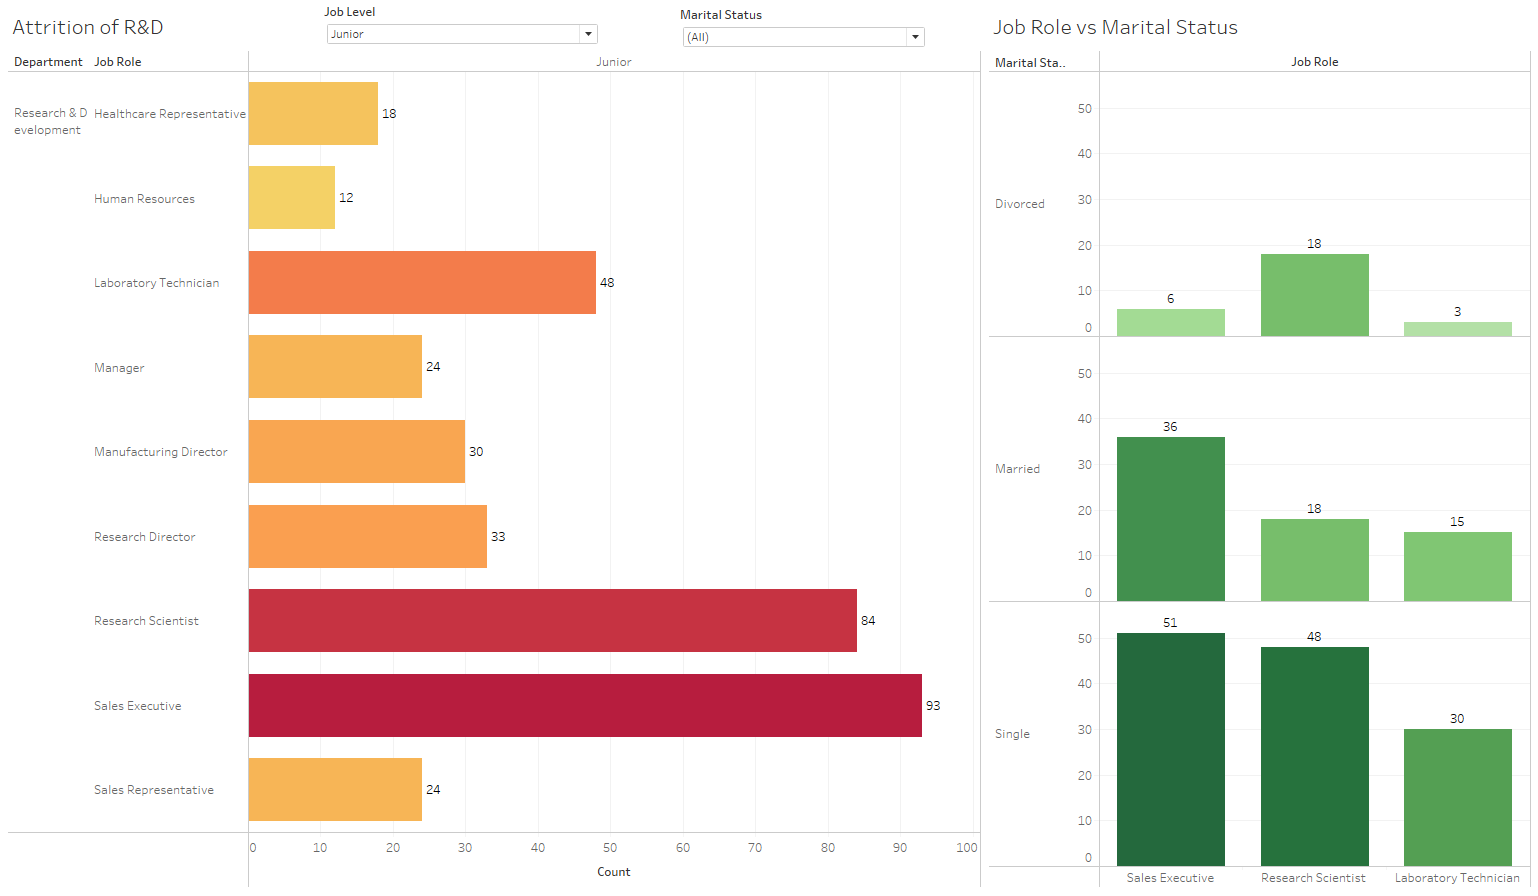 Attrition of R&D
Job Level
Junior
Marital Status
(All)
Department Job Role
Junior
Research & D
evelopment
Healthcare Representative
18
Human Resources
12
Laboratory Technician
48
Manager
24
Manufacturing Director
30
Research Director
33
Research Scientist
84
Sales Executive
93
Sales Representative
24
0 10 20 30 40 50 60 70 80 90 100
Count
Job Role vs Marital Status
Marital Sta..
Job Role
Divorced
50
40
30
20
10
0
6
18
3
Married
50
40
30
20
10
0
36
18
15
Single
50
40
30
20
10
0
51
48
30
Sales Executive Research Scientist Laboratory Technician